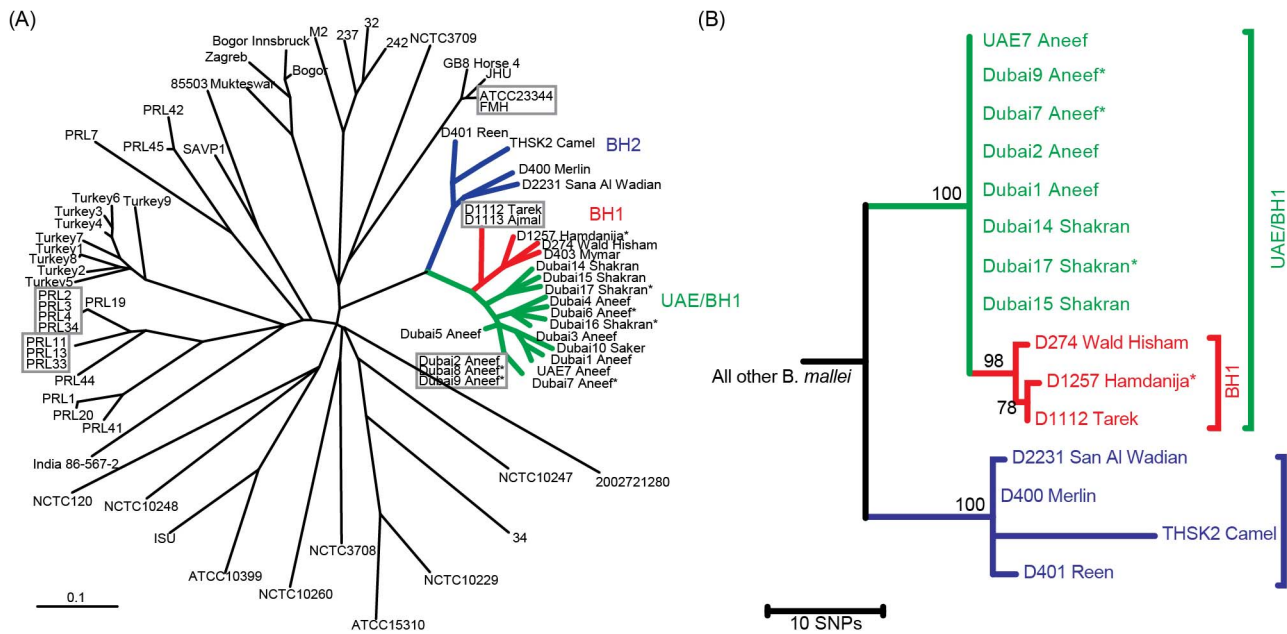 (A)
M2
237
32
242
NCTC3709
Bogor Innsbruck
Zagreb
Bogor
85503 Mukteswar
GB8 Horse 4
JHU
ATCC23344
FMH
PRL42
PRL7
PRL45
SAVP1
D401 Reen
BH2
THSK2 Camel
D400 Merlin
D2231 Sana Al Wadian
BH1
D1112 Tarek
D1113 Ajmal
D1257 Hamdanija*
D274 Wald Hisham
D403 Mymar
Dubai14 Shakran
Dubai15 Shakran
Dubai17 Shakran*
UAE/BH1
Dubai4 Aneef
Dubai6 Aneef*
Dubai16 Shakran*
Dubai5 Aneef
Dubai3 Aneef
Dubai10 Saker
Dubai1 Aneef
UAE7 Aneef
Dubai7 Aneef*
Dubai2 Aneef
Dubai8 Aneef*
Dubai9 Aneef*
Turkey6
Turkey9
Turkey3
Turkey4
Turkey7
Turkey1
Turkey8
Turkey2
Turkey5
PRL2
PRL3
PRL4
PRL34
PRL19
PRL11
PRL13
PRL33
PRL44
PRL1
PRL20
PRL41
India 86-567-2
NCTC120
NCTC10248
ISU
ATCC10399
NCTC10260
NCTC3708
ATCC15310
NCTC10229
34
NCTC10247
2002721280
0.1
(B)
UAE7 Aneef
Dubai9 Aneef*
Dubai7 Aneef*
Dubai2 Aneef
100
Dubai1 Aneef
Dubai14 Shakran
Dubai17 Shakran*
Dubai15 Shakran
UAE/BH1
98
D274 Wald Hisham
D1257 Hamdanija*
78
D1112 Tarek
BH1
All other B. mallei
D2231 San Al Wadian
100
D400 Merlin
THSK2 Camel
D401 Reen
10 SNPs